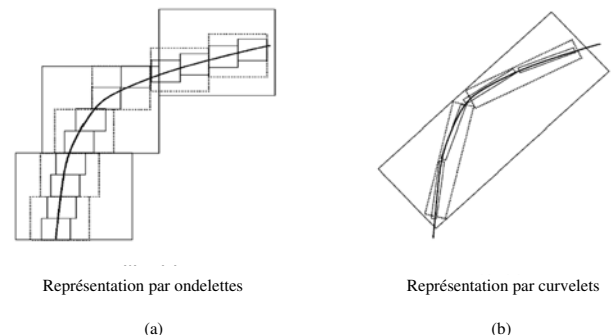 Représentation par ondelettes
Représentation par curvelets
(a)
(b)